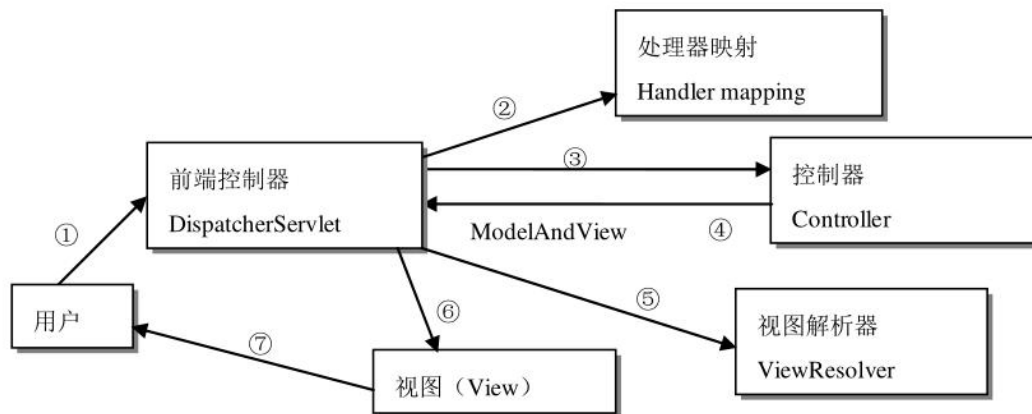 处理器映射
Handler mapping
②
前端控制器
DispatcherServlet
③
控制器
Controller
①
ModelAndView
④
用户
⑥
⑤
视图解析器
ViewResolver
⑦
视图（View）